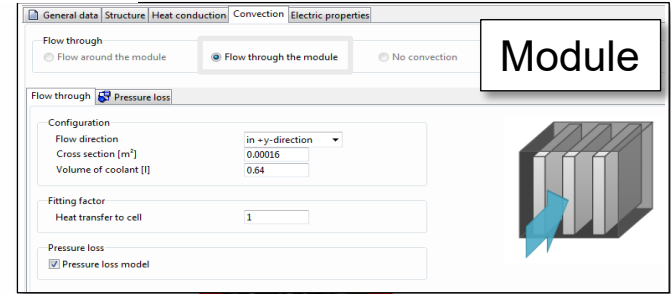 General data Structure Heat conduction Convection Electric properties
Flow through
Flow around the module Flow through the module No convection
Module
Flow through Pressure loss
Configuration
Flow direction in +y-direction
Cross section [m²] 0.00016
Volume of coolant [l] 0.64
Fitting factor
Heat transfer to cell 1
Pressure loss
Pressure loss model